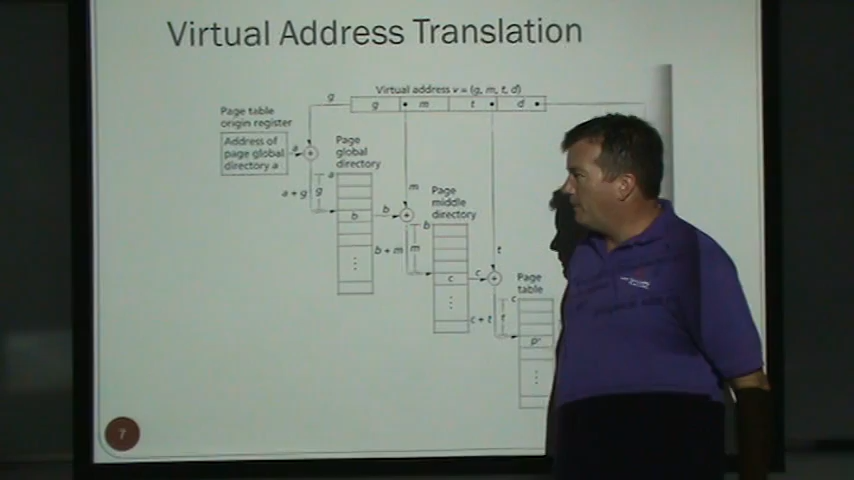 Virtual Address Translation
Virtual address v = (g, m, t, d)
g
g m t d
Page table
origin register
Address of
page global
directory a
a
+
Page
global
directory
a
a + g
g
b
b
+
m
Page
middle
directory
b
b + m
m
c
c
+
t
Page
table
c
c + t
t
p'
7